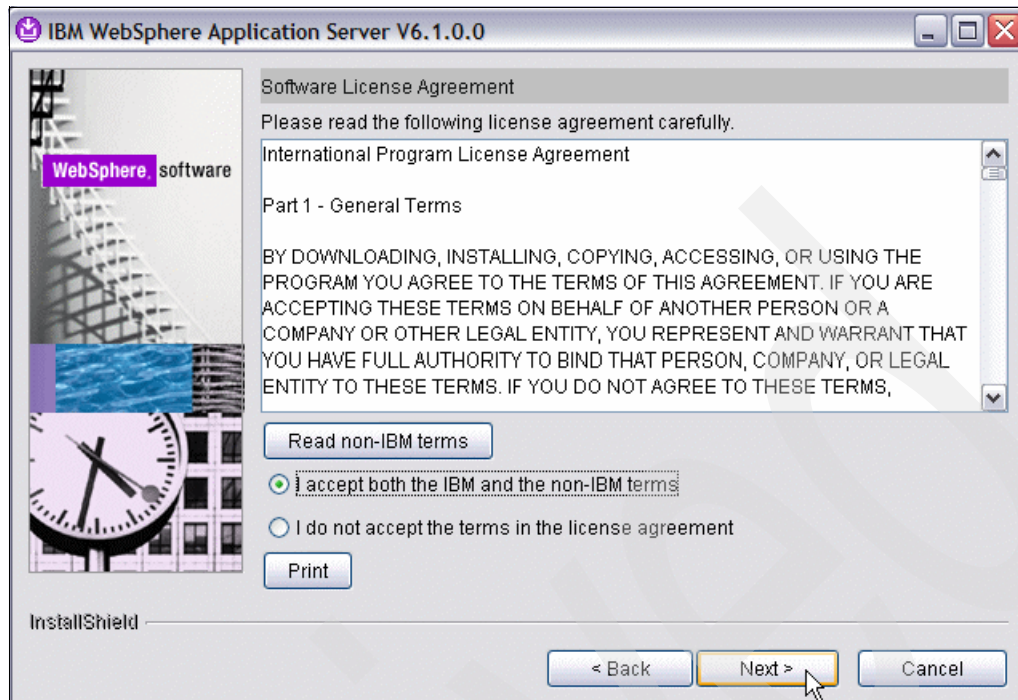 IBM WebSphere Application Server V6.1.0.0
WebSphere. software
Software License Agreement
Please read the following license agreement carefully.
International Program License Agreement
Part 1 - General Terms
BY DOWNLOADING, INSTALLING, COPYING, ACCESSING, OR USING THE
PROGRAM YOU AGREE TO THE TERMS OF THIS AGREEMENT. IF YOU ARE
ACCEPTING THESE TERMS ON BEHALF OF ANOTHER PERSON OR A
COMPANY OR OTHER LEGAL ENTITY, YOU REPRESENT AND WARRANT THAT
YOU HAVE FULL AUTHORITY TO BIND THAT PERSON, COMPANY, OR LEGAL
ENTITY TO THESE TERMS. IF YOU DO NOT AGREE TO THESE TERMS,
Read non-IBM terms
I accept both the IBM and the non-IBM terms
I do not accept the terms in the license agreement
Print
InstallShield
< Back
Next >
Cancel